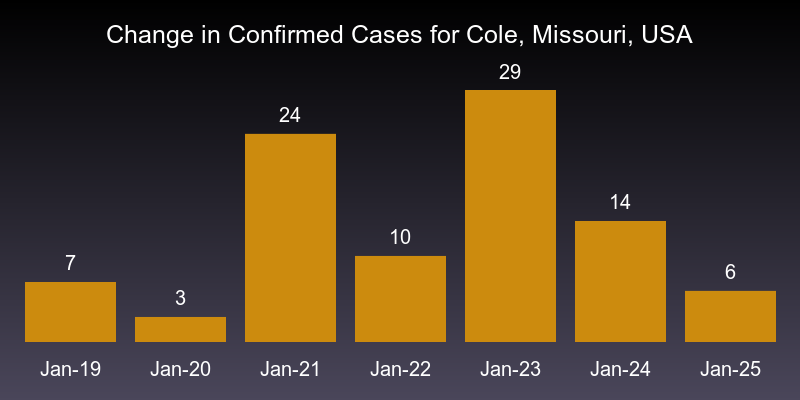 Change in Confirmed Cases for Cole, Missouri, USA
7
3
24
10
29
14
6
Jan-19
Jan-20
Jan-21
Jan-22
Jan-23
Jan-24
Jan-25